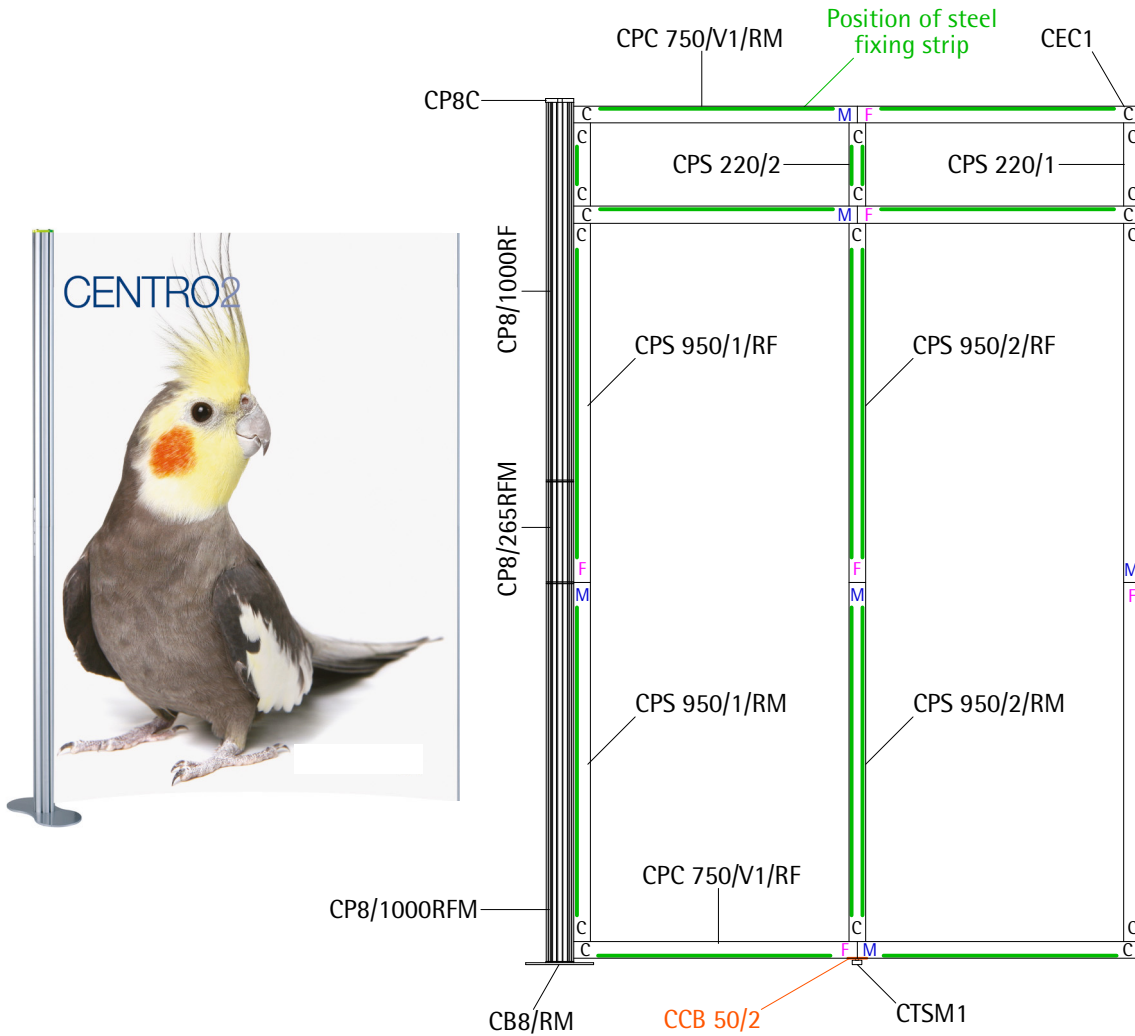 Position of steel
fixing strip
CPC 750/V1/RM
CEC1
CP8C
C M F C
C C C
CPS 220/2
CPS 220/1
C C C
M F C
C C C
CENTRO2
CP8/1000RF
CPS 950/1/RF
CPS 950/2/RF
CP8/265RFM
F F M
M M F
CPS 950/1/RM
CPS 950/2/RM
CPC 750/V1/RF
CP8/1000RFM
C C C
C F M C
CB8/RM
CCB 50/2
CTSM1